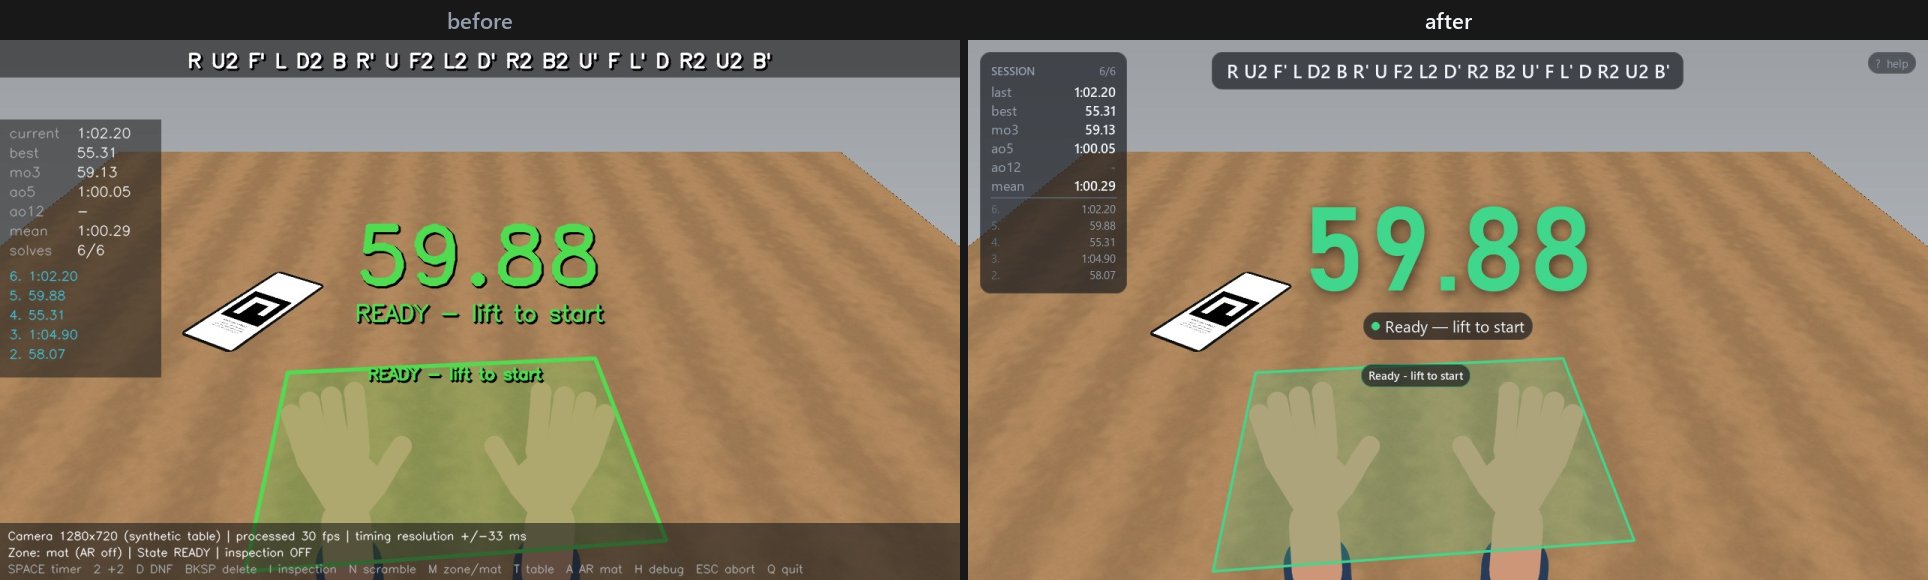 before
R U2 F' L D2 B R' U F2 L2 D' R2 B2 U' F L' D R2 U2 B'
current 1:02.20
best 55.31
mo3 59.13
ao5 1:00.05
ao12 –
mean 1:00.29
solves 6/6
6. 1:02.20
5. 59.88
4. 55.31
3. 1:04.90
2. 58.07
59.88
READY – lift to start
READY – lift to start
Camera 1280x720 (synthetic table) | processed 30 fps | timing resolution +/-33 ms
Zone: mat (AR off) | State READY | inspection OFF
SPACE timer 2 +2 D DNF BKSP delete I inspection N scramble M zone/mat T table A AR mat H debug ESC abort Q quit
after
R U2 F' L D2 B R' U F2 L2 D' R2 B2 U' F L' D R2 U2 B'
? help
SESSION 6/6
last 1:02.20
best 55.31
mo3 59.13
ao5 1:00.05
ao12 -
mean 1:00.29
6. 1:02.20
5. 59.88
4. 55.31
3. 1:04.90
2. 58.07
59.88
Ready — lift to start
Ready - lift to start